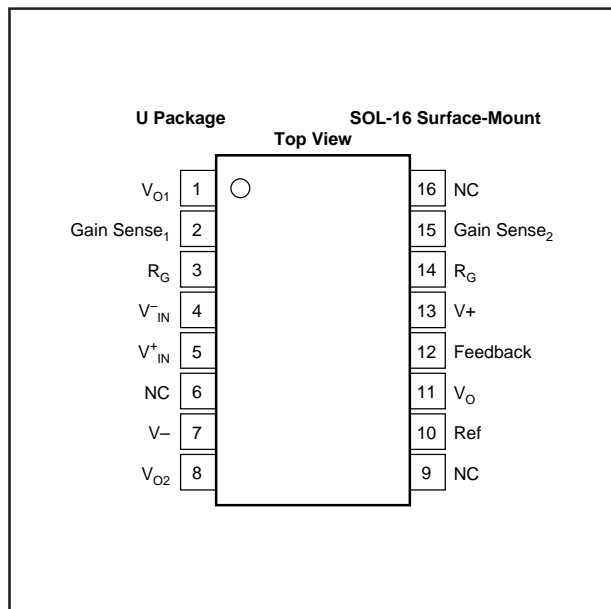 U Package SOL-16 Surface-Mount
Top View
V_O1 1 16 NC
Gain Sense_1 2 15 Gain Sense_2
R_G 3 14 R_G
V^–_IN 4 13 V+
V^+_IN 5 12 Feedback
NC 6 11 V_O
V– 7 10 Ref
V_O2 8 9 NC